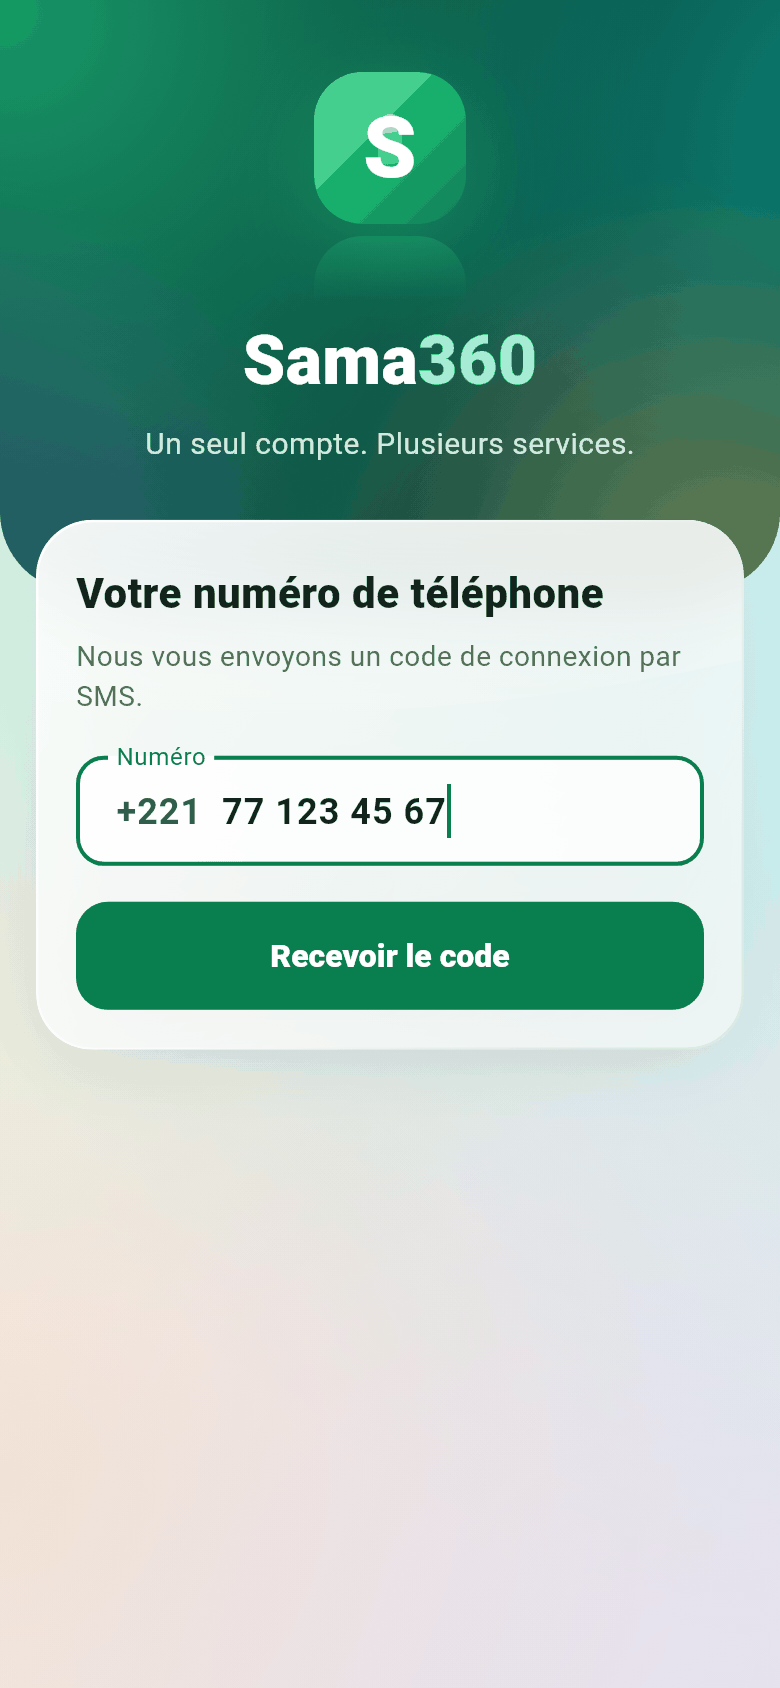 S
Sama360
Un seul compte. Plusieurs services.
Votre numéro de téléphone
Nous vous envoyons un code de connexion par
SMS.
Numéro
+221 77 123 45 67
Recevoir le code